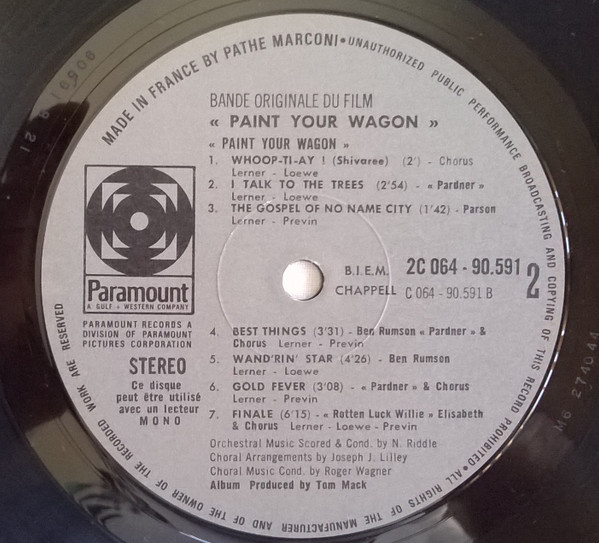 MADE IN FRANCE BY PATHE MARCONI • UNAUTHORIZED PUBLIC PERFORMANCE BROADCASTING AND COPYING OF THIS RECORD PROHIBITED • ALL RIGHTS OF THE MANUFACTURER AND OF THE OWNER OF THE RECORDED WORK ARE RESERVED
BANDE ORIGINALE DU FILM
« PAINT YOUR WAGON »
« PAINT YOUR WAGON »
1. WHOOP-TI-AY ! (Shivaree) (2') - Chorus
Lerner - Loewe
2. I TALK TO THE TREES (2'54) - « Pardner »
Lerner - Loewe
3. THE GOSPEL OF NO NAME CITY (1'42) - Parson
Lerner - Previn
Paramount
A GULF + WESTERN COMPANY
PARAMOUNT RECORDS A
DIVISION OF PARAMOUNT
PICTURES CORPORATION
STEREO
Ce disque
peut être utilisé
avec un lecteur
MONO
B.I.E.M. 2C 064 - 90.591
CHAPPELL C 064 - 90.591 B
2
4. BEST THINGS (3'31) - Ben Rumson « Pardner » &
Chorus Lerner - Previn
5. WAND'RIN' STAR (4'26) - Ben Rumson
Lerner - Loewe
6. GOLD FEVER (3'08) - « Pardner » & Chorus
Lerner - Previn
7. FINALE (6'15) - « Rotten Luck Willie » Elisabeth
& Chorus Lerner - Loewe - Previn
Orchestral Music Scored & Cond. by N. Riddle
Choral Arrangements by Joseph J. Lilley
Choral Music Cond. by Roger Wagner
Album Produced by Tom Mack
M6 274044